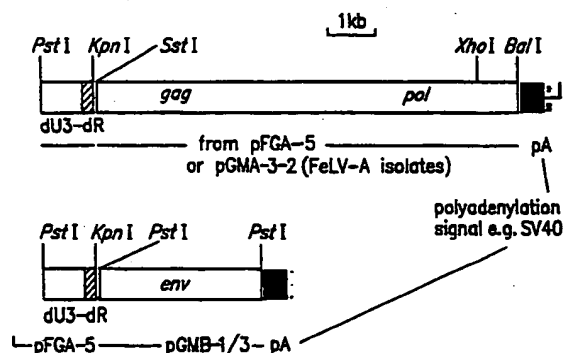 1kb
PstI KpnI SstI XhoI BalI
gag pol
dU3-dR
from pFGA-5 pA
or pGMA-3-2 (FeLV-A isolates)
polyadenylation
signal e.g. SV40
PstI KpnI PstI PstI
env
dU3-dR
pFGA-5 pGMB-1/3- pA